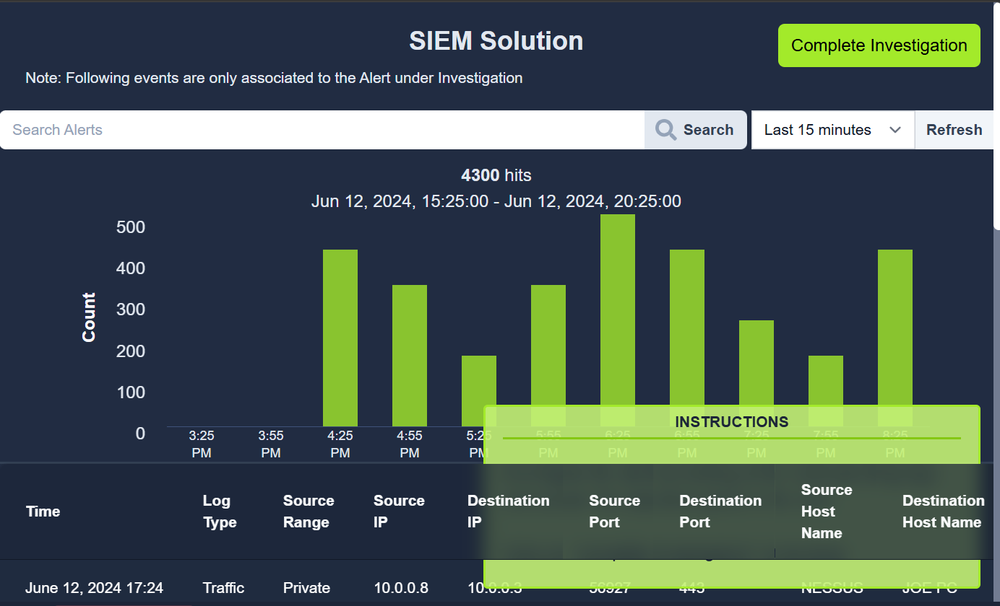 SIEM Solution
Complete Investigation
Note: Following events are only associated to the Alert under Investigation
Search Alerts
Search
Last 15 minutes
Refresh
4300 hits
Jun 12, 2024, 15:25:00 - Jun 12, 2024, 20:25:00
500
400
300
200
100
0
Count
3:25 PM
3:55 PM
4:25 PM
4:55 PM
5:25 PM
5:55 PM
6:25 PM
6:55 PM
7:25 PM
7:55 PM
8:25 PM
INSTRUCTIONS
Time
Log Type
Source Range
Source IP
Destination IP
Source Port
Destination Port
Source Host Name
Destination Host Name
June 12, 2024 17:24 Traffic Private 10.0.0.8 10.0.0.3 56927 443 NESSUS JOE PC